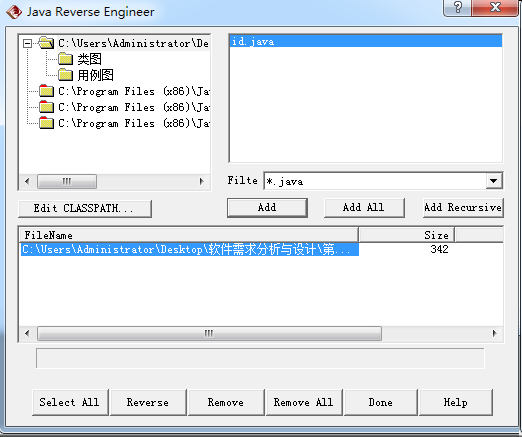 Java Reverse Engineer
C:\Users\Administrator\De
类图
用例图
C:\Program Files (x86)\Ja
C:\Program Files (x86)\Ja
C:\Program Files (x86)\Ja
id.java
Filte *.java
Edit CLASSPATH... Add Add All Add Recursive
FileName Size
C:\Users\Administrator\Desktop\软件需求分析与设计\第... 342
Select All Reverse Remove Remove All Done Help